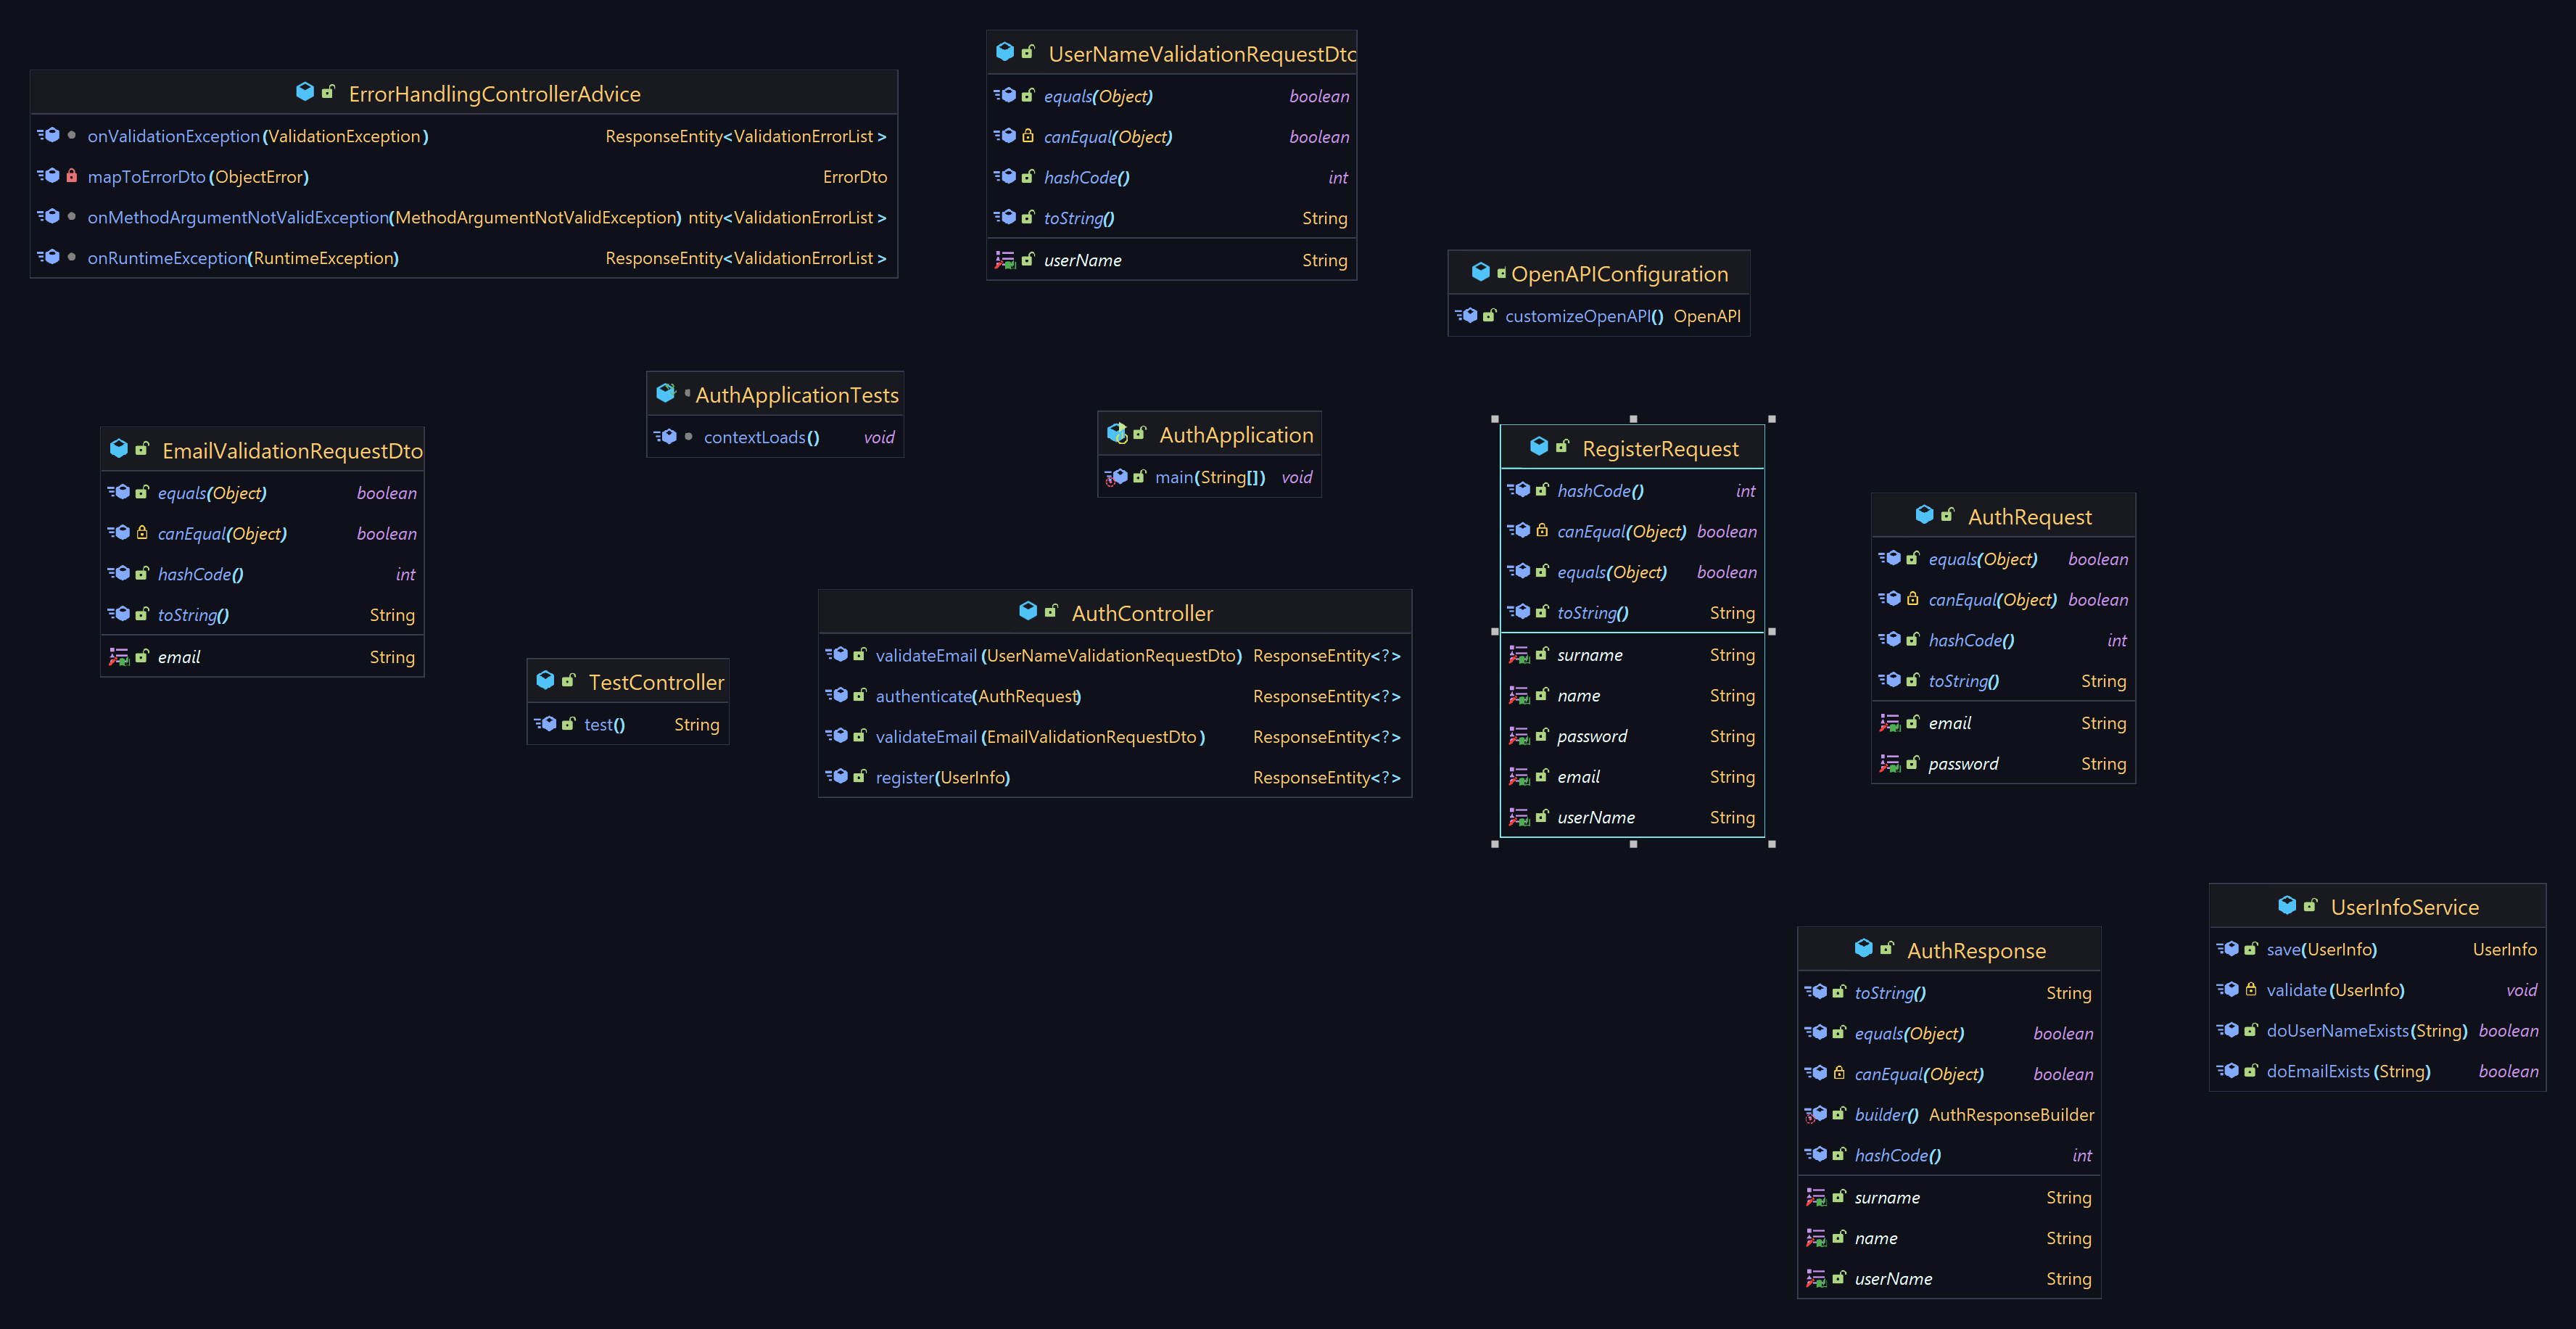 ErrorHandlingControllerAdvice
onValidationException(ValidationException) ResponseEntity<ValidationErrorList>
mapToErrorDto(ObjectError) ErrorDto
onMethodArgumentNotValidException(MethodArgumentNotValidException) ntity<ValidationErrorList>
onRuntimeException(RuntimeException) ResponseEntity<ValidationErrorList>
UserNameValidationRequestDto
equals(Object) boolean
canEqual(Object) boolean
hashCode() int
toString() String
userName String
OpenAPIConfiguration
customizeOpenAPI() OpenAPI
AuthApplicationTests
contextLoads() void
AuthApplication
main(String[]) void
EmailValidationRequestDto
equals(Object) boolean
canEqual(Object) boolean
hashCode() int
toString() String
email String
TestController
test() String
AuthController
validateEmail(UserNameValidationRequestDto) ResponseEntity<?>
authenticate(AuthRequest) ResponseEntity<?>
validateEmail(EmailValidationRequestDto) ResponseEntity<?>
register(UserInfo) ResponseEntity<?>
RegisterRequest
hashCode() int
canEqual(Object) boolean
equals(Object) boolean
toString() String
surname String
name String
password String
email String
userName String
AuthRequest
equals(Object) boolean
canEqual(Object) boolean
hashCode() int
toString() String
email String
password String
AuthResponse
toString() String
equals(Object) boolean
canEqual(Object) boolean
builder() AuthResponseBuilder
hashCode() int
surname String
name String
userName String
UserInfoService
save(UserInfo) UserInfo
validate(UserInfo) void
doUserNameExists(String) boolean
doEmailExists(String) boolean